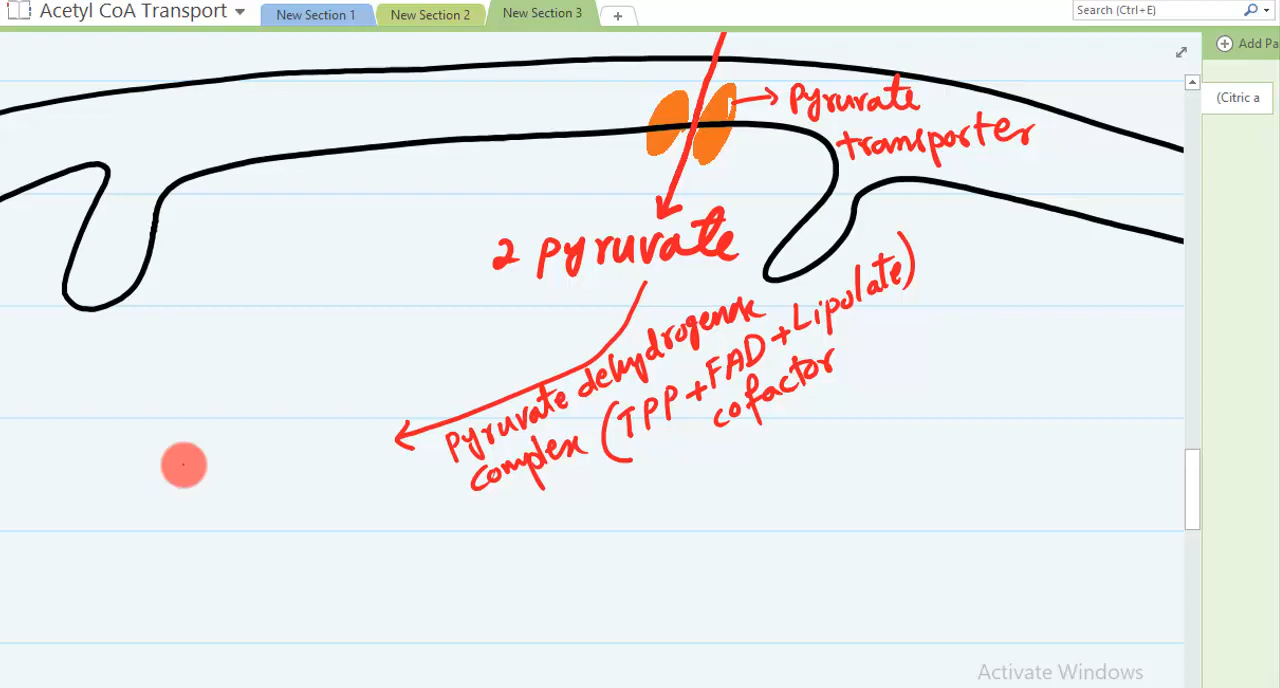 Acetyl CoA Transport
New Section 1
New Section 2
New Section 3
+
Search (Ctrl+E)
Add Pa
(Citric a
Pyruvate
transporter
2 Pyruvate
Pyruvate dehydrogenase
complex (TPP + FAD + Lipolate)
cofactor
Activate Windows